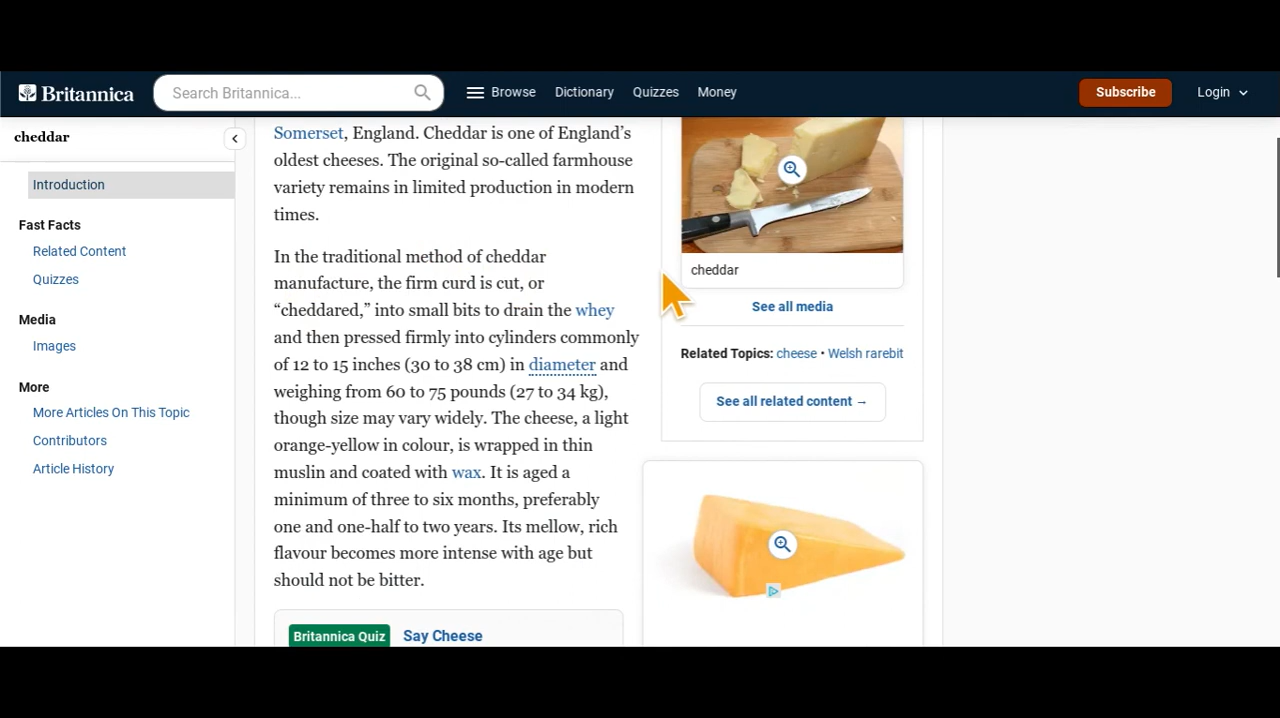 Britannica
Search Britannica...
Browse
Dictionary
Quizzes
Money
Subscribe
Login
cheddar
Introduction
Fast Facts
Related Content
Quizzes
Media
Images
More
More Articles On This Topic
Contributors
Article History
Somerset, England. Cheddar is one of England’s
oldest cheeses. The original so-called farmhouse
variety remains in limited production in modern
times.
In the traditional method of cheddar
manufacture, the firm curd is cut, or
“cheddared,” into small bits to drain the whey
and then pressed firmly into cylinders commonly
of 12 to 15 inches (30 to 38 cm) in diameter and
weighing from 60 to 75 pounds (27 to 34 kg),
though size may vary widely. The cheese, a light
orange-yellow in colour, is wrapped in thin
muslin and coated with wax. It is aged a
minimum of three to six months, preferably
one and one-half to two years. Its mellow, rich
flavour becomes more intense with age but
should not be bitter.
Britannica Quiz
Say Cheese
cheddar
See all media
Related Topics: cheese • Welsh rarebit
See all related content →